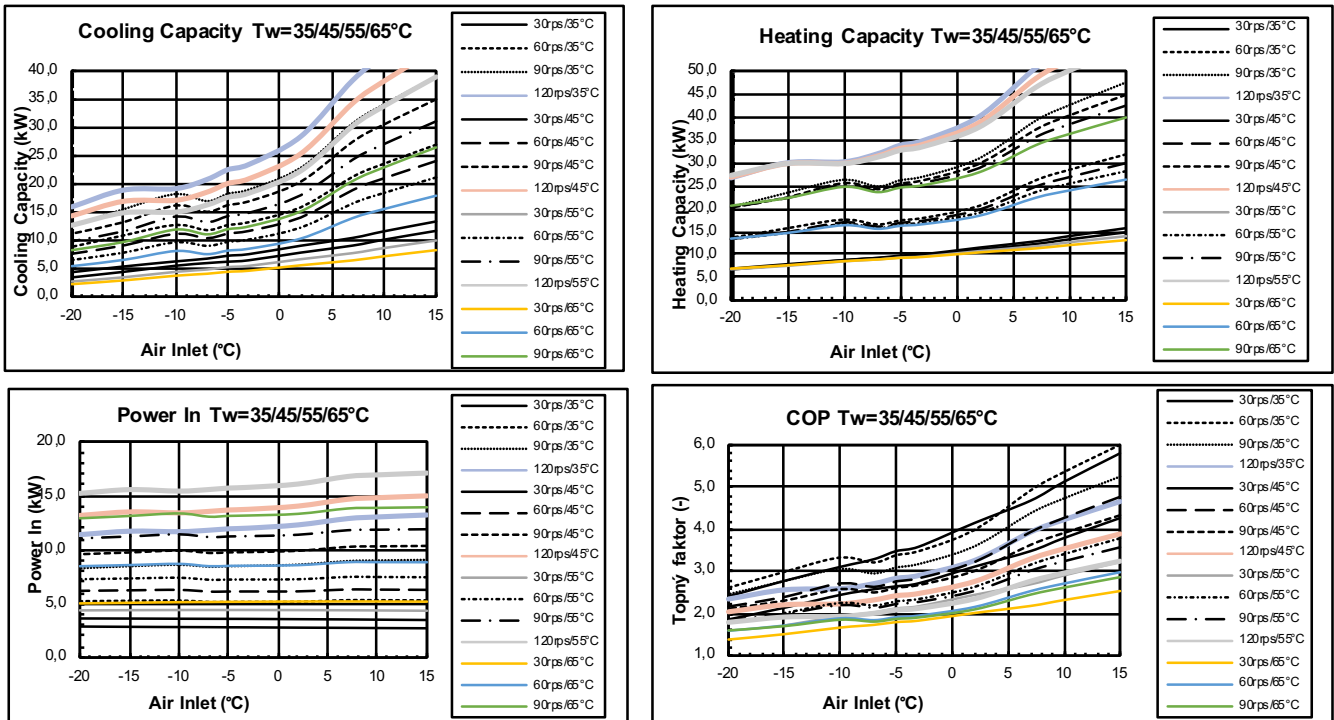 Cooling Capacity Tw=35/45/55/65°C
Cooling Capacity (kW)
40,0
35,0
30,0
25,0
20,0
15,0
10,0
5,0
0,0
-20 -15 -10 -5 0 5 10 15
Air Inlet (°C)
30rps/35°C
60rps/35°C
90rps/35°C
120rps/35°C
30rps/45°C
60rps/45°C
90rps/45°C
120rps/45°C
30rps/55°C
60rps/55°C
90rps/55°C
120rps/55°C
30rps/65°C
60rps/65°C
90rps/65°C
Heating Capacity Tw=35/45/55/65°C
Heating Capacity (kW)
50,0
45,0
40,0
35,0
30,0
25,0
20,0
15,0
10,0
5,0
0,0
-20 -15 -10 -5 0 5 10 15
Air Inlet (°C)
30rps/35°C
60rps/35°C
90rps/35°C
120rps/35°C
30rps/45°C
60rps/45°C
90rps/45°C
120rps/45°C
30rps/55°C
60rps/55°C
90rps/55°C
120rps/55°C
30rps/65°C
60rps/65°C
90rps/65°C
Power In Tw=35/45/55/65°C
Power In (kW)
20,0
15,0
10,0
5,0
0,0
-20 -15 -10 -5 0 5 10 15
Air Inlet (°C)
30rps/35°C
60rps/35°C
90rps/35°C
120rps/35°C
30rps/45°C
60rps/45°C
90rps/45°C
120rps/45°C
30rps/55°C
60rps/55°C
90rps/55°C
120rps/55°C
30rps/65°C
60rps/65°C
90rps/65°C
COP Tw=35/45/55/65°C
Topný faktor (-)
6,0
5,0
4,0
3,0
2,0
1,0
-20 -15 -10 -5 0 5 10 15
Air Inlet (°C)
30rps/35°C
60rps/35°C
90rps/35°C
120rps/35°C
30rps/45°C
60rps/45°C
90rps/45°C
120rps/45°C
30rps/55°C
60rps/55°C
90rps/55°C
120rps/55°C
30rps/65°C
60rps/65°C
90rps/65°C